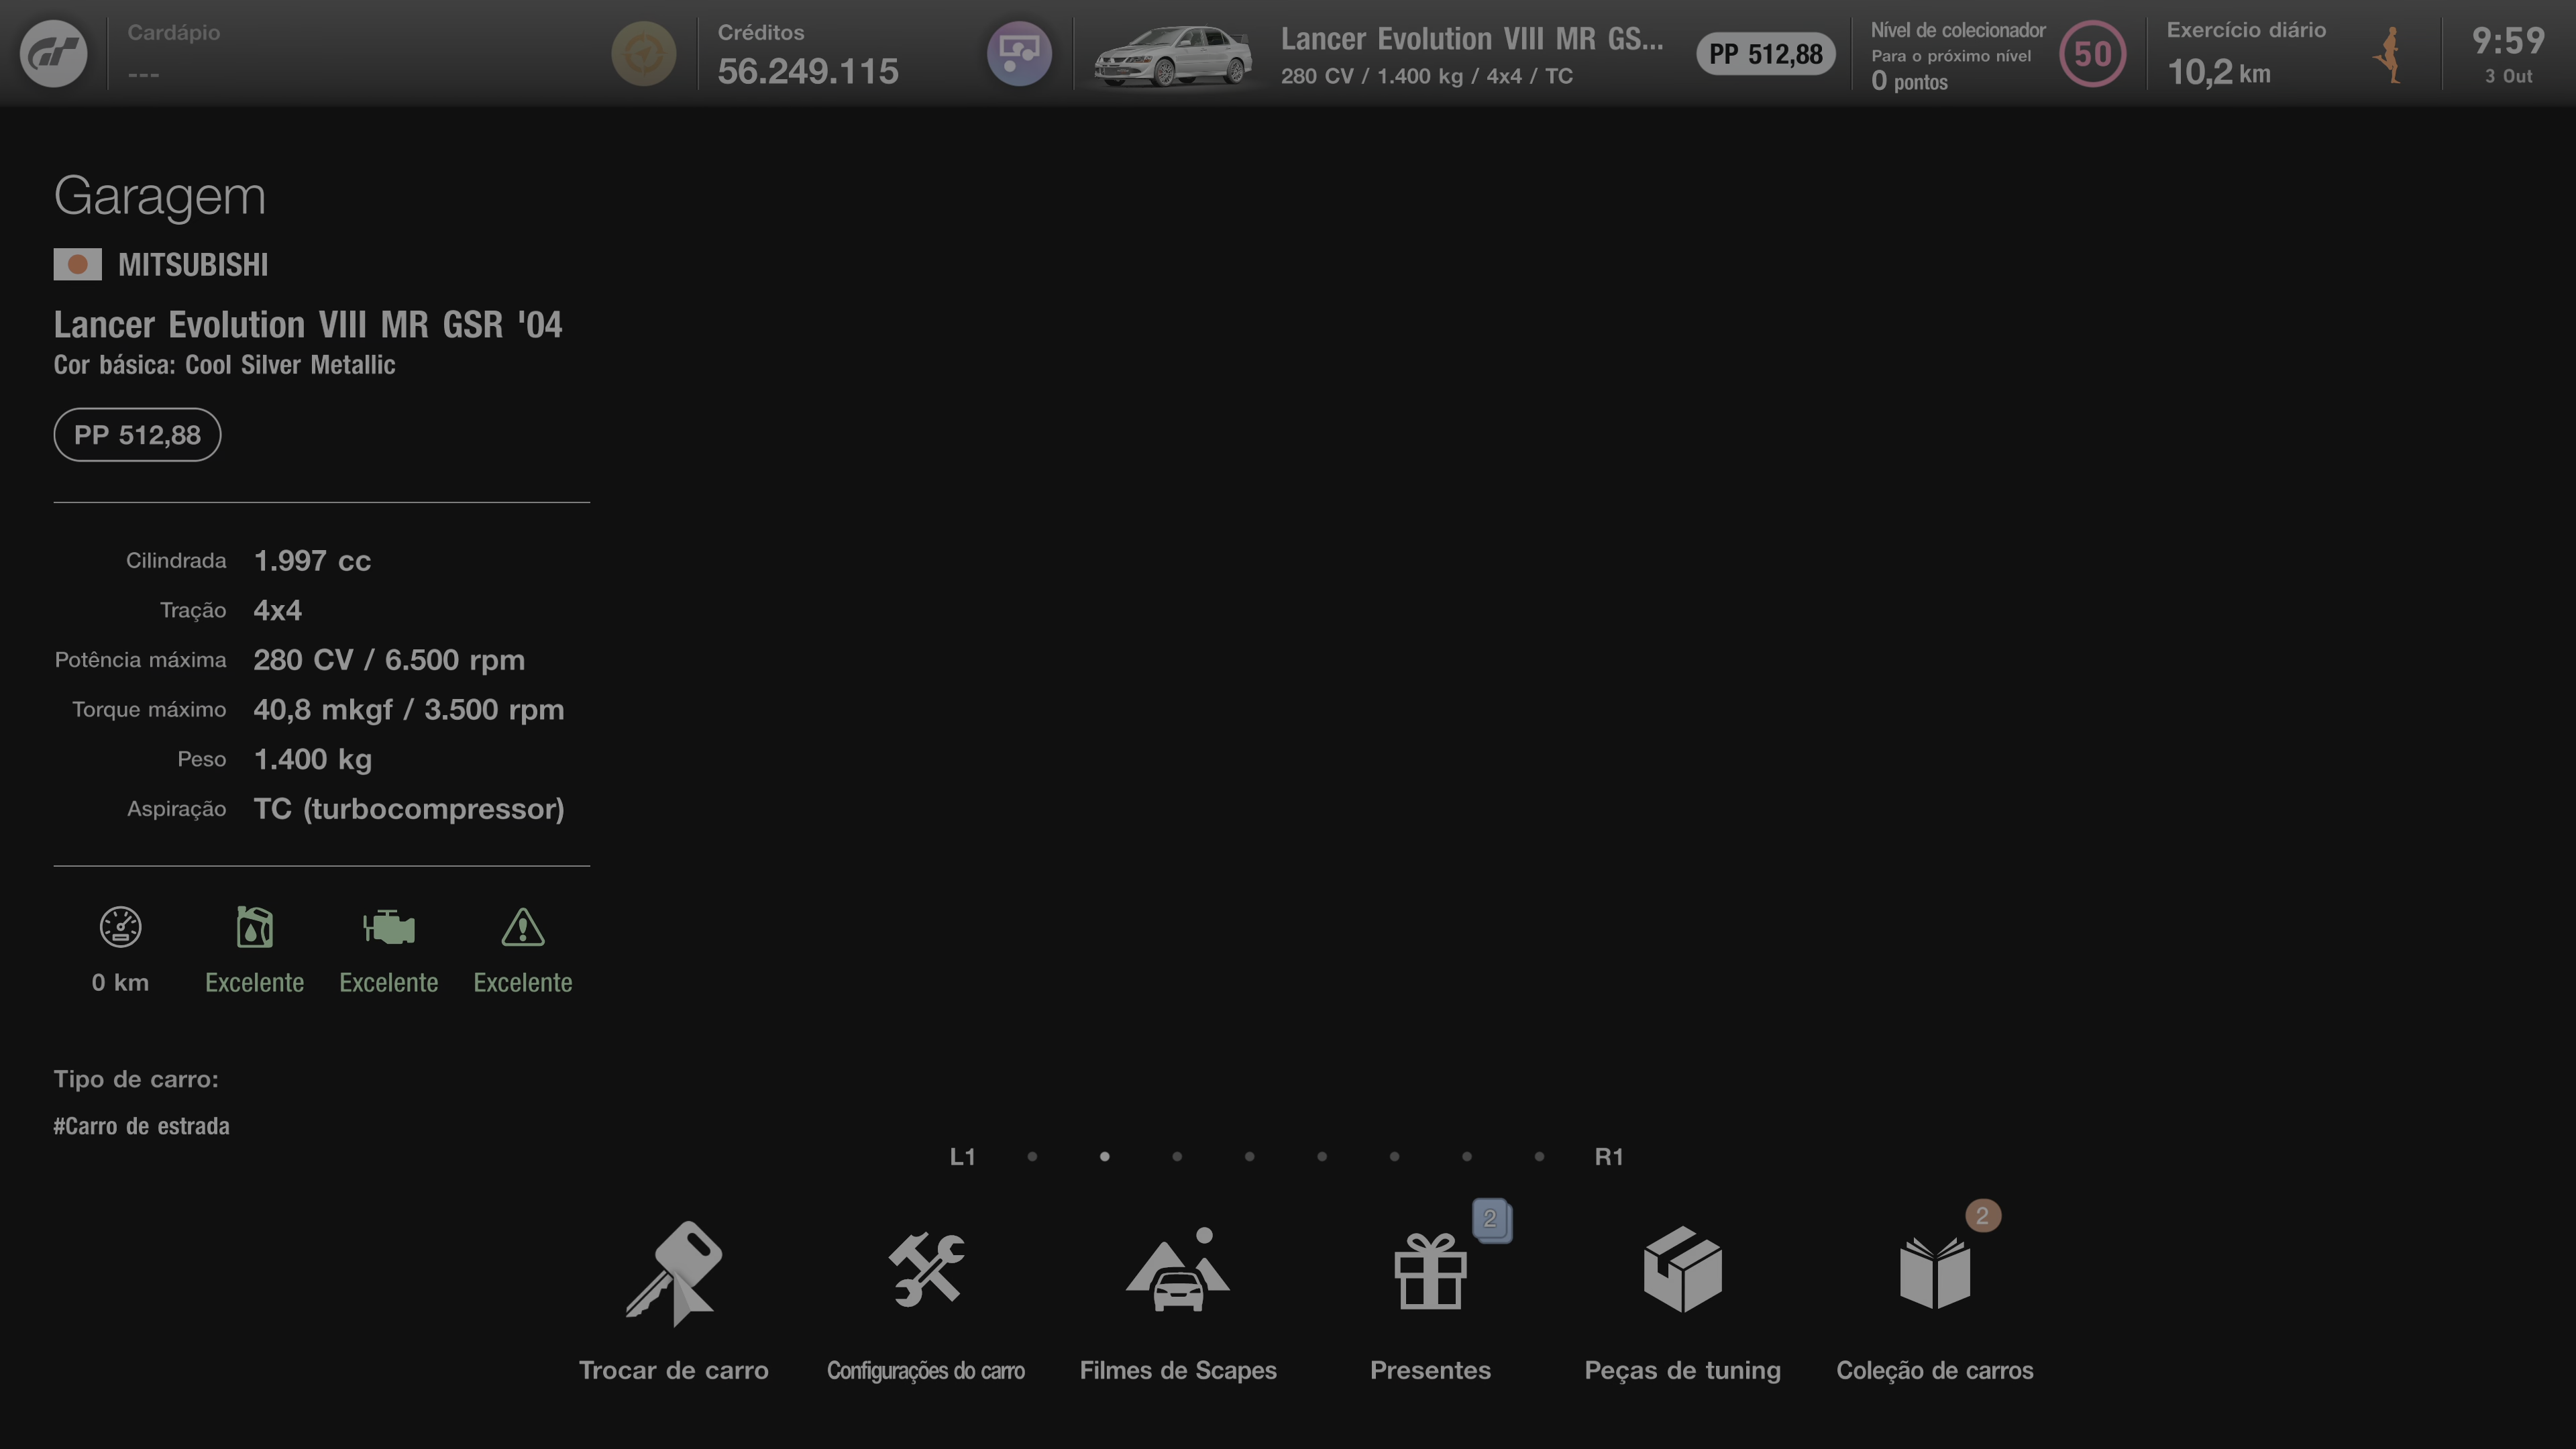 Cardápio
---
Créditos
56.249.115
Lancer Evolution VIII MR GS...
280 CV / 1.400 kg / 4x4 / TC
PP 512,88
Nível de colecionador
Para o próximo nível
0 pontos
50
Exercício diário
10,2 km
9:59
3 Out
Garagem
MITSUBISHI
Lancer Evolution VIII MR GSR '04
Cor básica: Cool Silver Metallic
PP 512,88
Cilindrada 1.997 cc
Tração 4x4
Potência máxima 280 CV / 6.500 rpm
Torque máximo 40,8 mkgf / 3.500 rpm
Peso 1.400 kg
Aspiração TC (turbocompressor)
0 km Excelente Excelente Excelente
Tipo de carro:
#Carro de estrada
L1 R1
2 2
Trocar de carro Configurações do carro Filmes de Scapes Presentes Peças de tuning Coleção de carros